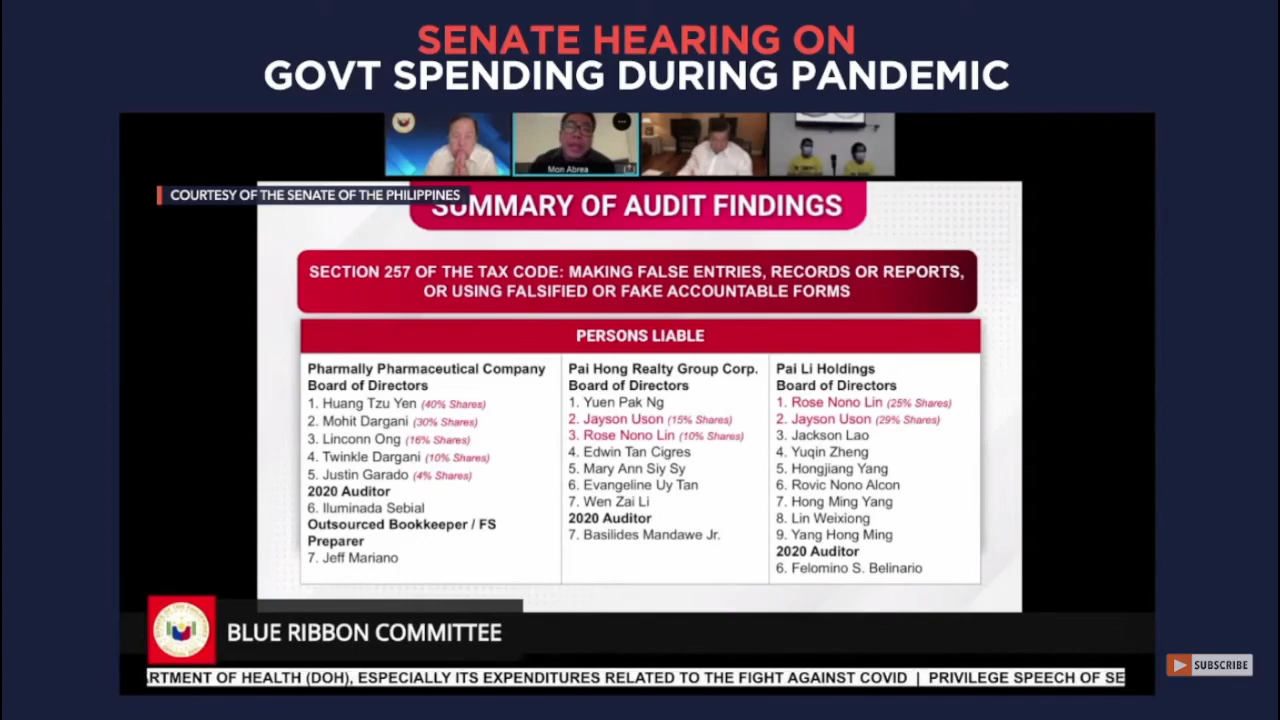 SENATE HEARING ON
GOVT SPENDING DURING PANDEMIC
Mon Abrea
COURTESY OF THE SENATE OF THE PHILIPPINES
SUMMARY OF AUDIT FINDINGS
SECTION 257 OF THE TAX CODE: MAKING FALSE ENTRIES, RECORDS OR REPORTS,
OR USING FALSIFIED OR FAKE ACCOUNTABLE FORMS
PERSONS LIABLE
Pharmally Pharmaceutical Company
Board of Directors
1. Huang Tzu Yen (40% Shares)
2. Mohit Dargani (30% Shares)
3. Linconn Ong (16% Shares)
4. Twinkle Dargani (10% Shares)
5. Justin Garado (4% Shares)
2020 Auditor
6. Iluminada Sebial
Outsourced Bookkeeper / FS
Preparer
7. Jeff Mariano
Pai Hong Realty Group Corp.
Board of Directors
1. Yuen Pak Ng
2. Jayson Uson (15% Shares)
3. Rose Nono Lin (10% Shares)
4. Edwin Tan Cigres
5. Mary Ann Siy Sy
6. Evangeline Uy Tan
7. Wen Zai Li
2020 Auditor
7. Basilides Mandawe Jr.
Pai Li Holdings
Board of Directors
1. Rose Nono Lin (25% Shares)
2. Jayson Uson (29% Shares)
3. Jackson Lao
4. Yuqin Zheng
5. Hongjiang Yang
6. Rovic Nono Alcon
7. Hong Ming Yang
8. Lin Weixiong
9. Yang Hong Ming
2020 Auditor
6. Felomino S. Belinario
BLUE RIBBON COMMITTEE
SUBSCRIBE
ARTMENT OF HEALTH (DOH), ESPECIALLY ITS EXPENDITURES RELATED TO THE FIGHT AGAINST COVID | PRIVILEGE SPEECH OF SE